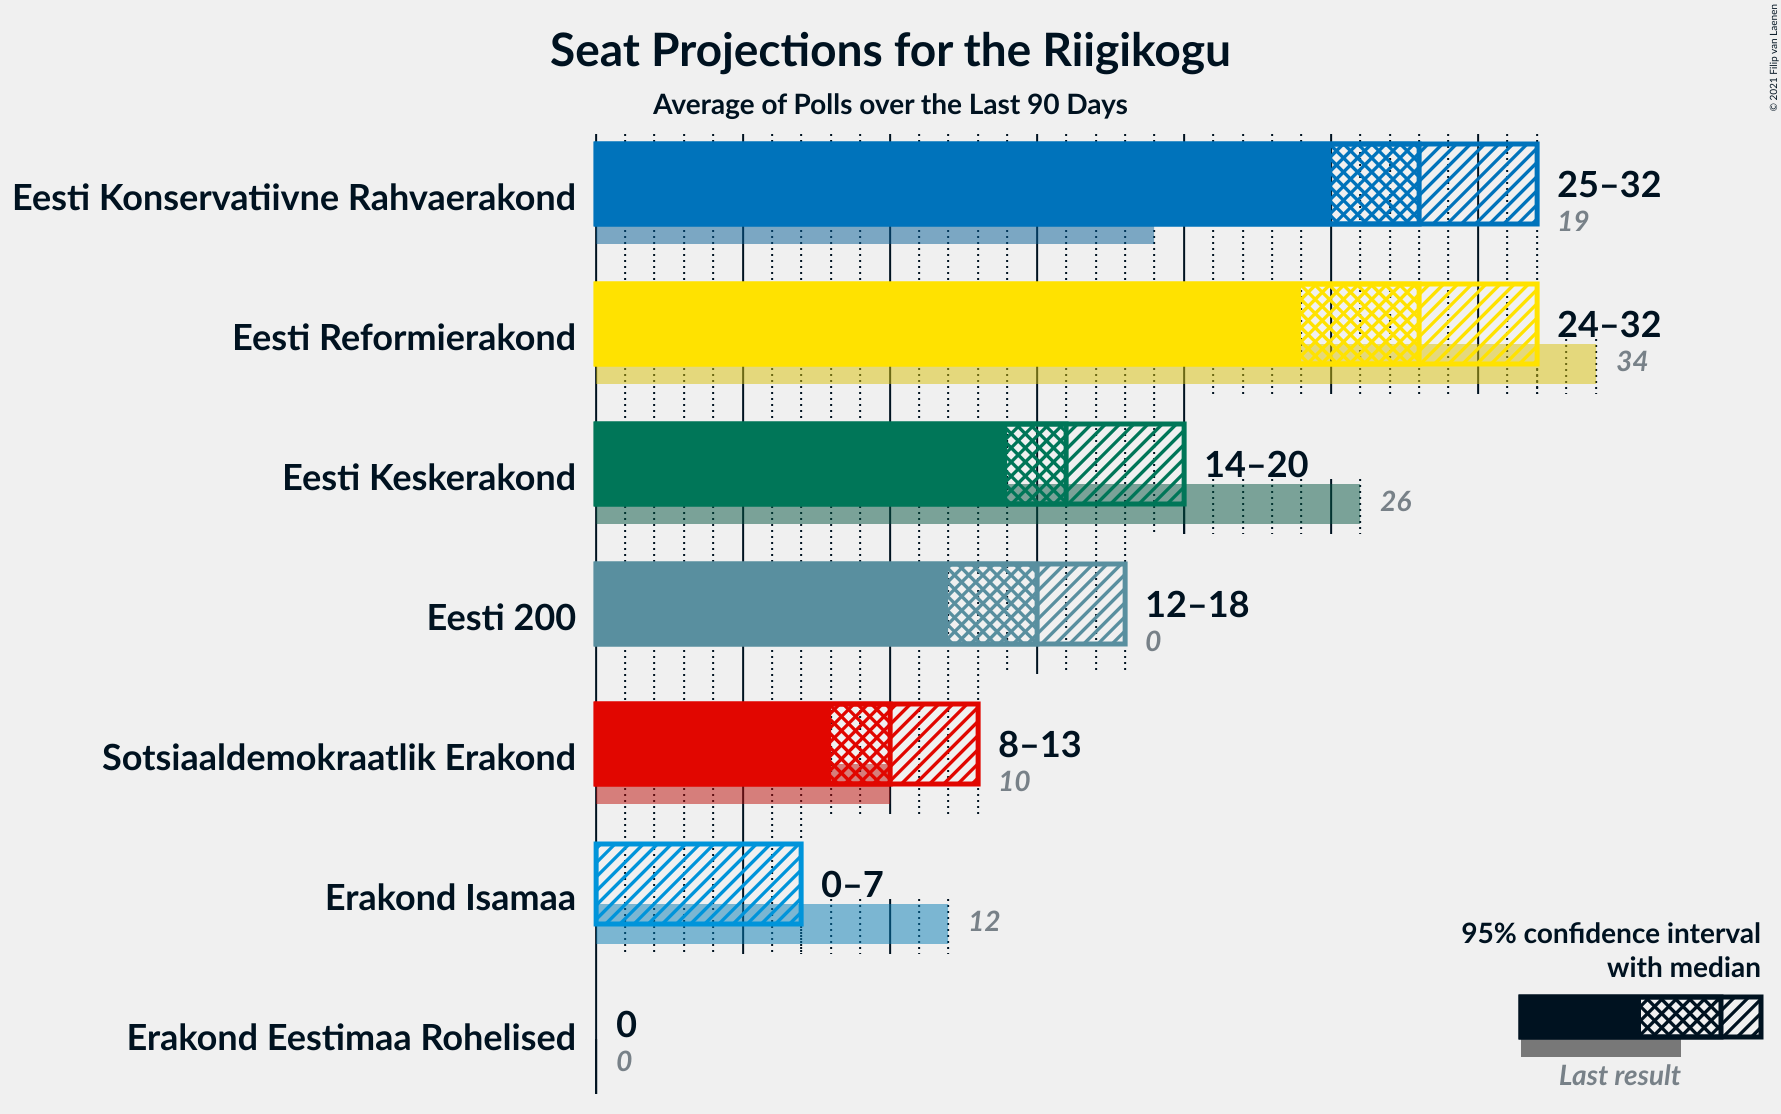 Seat Projections for the Riigikogu
Average of Polls over the Last 90 Days
© 2021 Filip van Laenen
Eesti Konservatiivne Rahvaerakond
25–32
19
Eesti Reformierakond
24–32
34
Eesti Keskerakond
14–20
26
Eesti 200
12–18
0
Sotsiaaldemokraatlik Erakond
8–13
10
Erakond Isamaa
0–7
12
Erakond Eestimaa Rohelised
0
0
95% confidence interval
with median
Last result